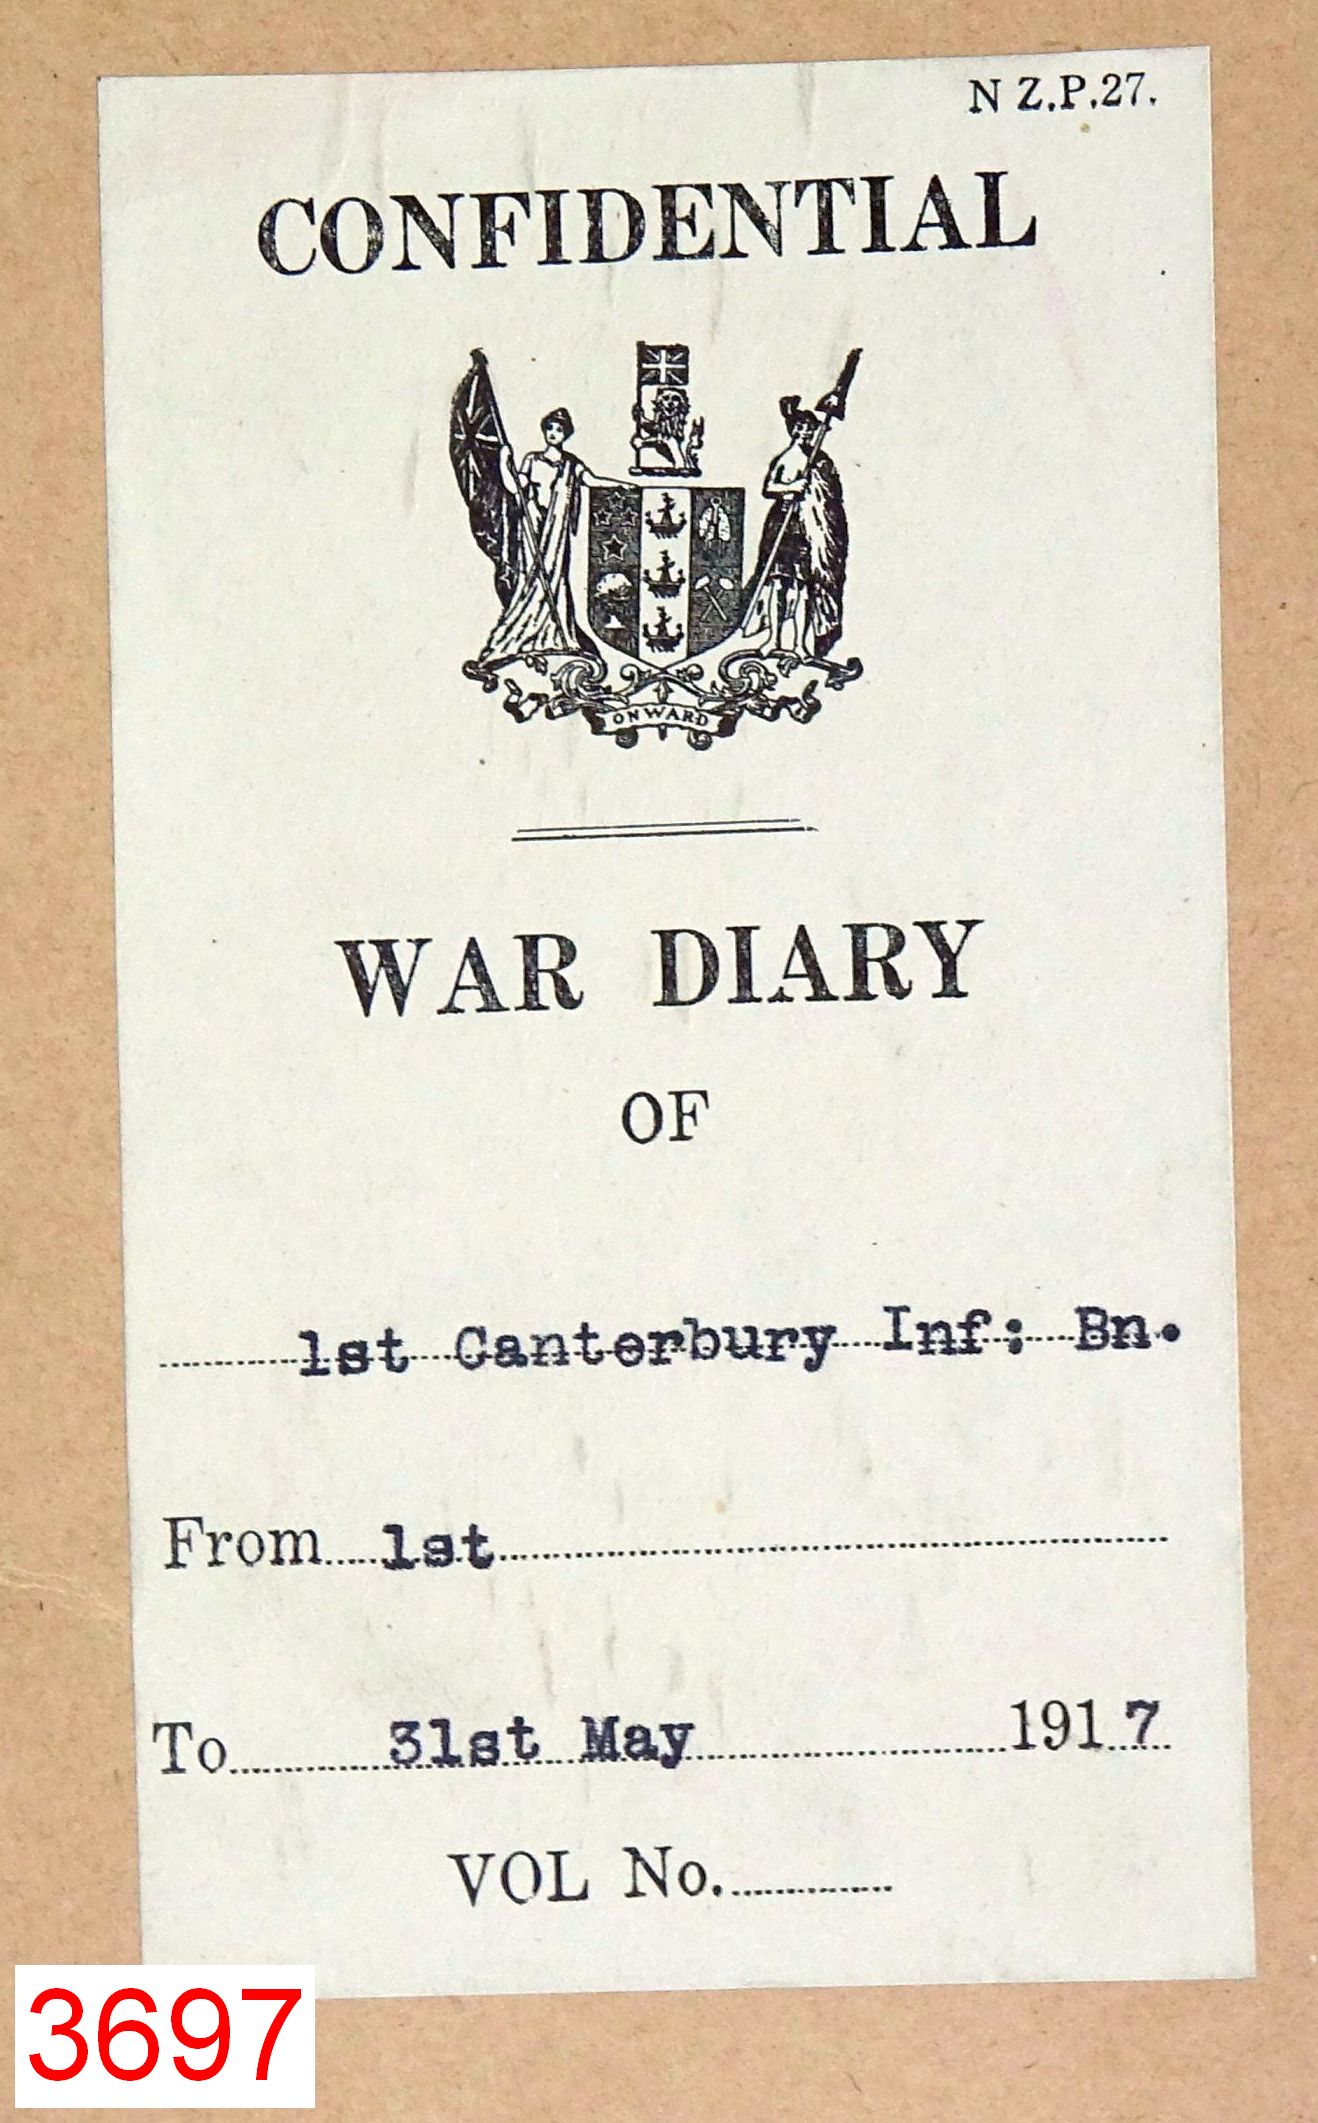 N Z.P.27.
CONFIDENTIAL
ONWARD
WAR DIARY
OF
1st Canterbury Inf: Bn.
From 1st
To 31st May 1917
VOL No.
3697